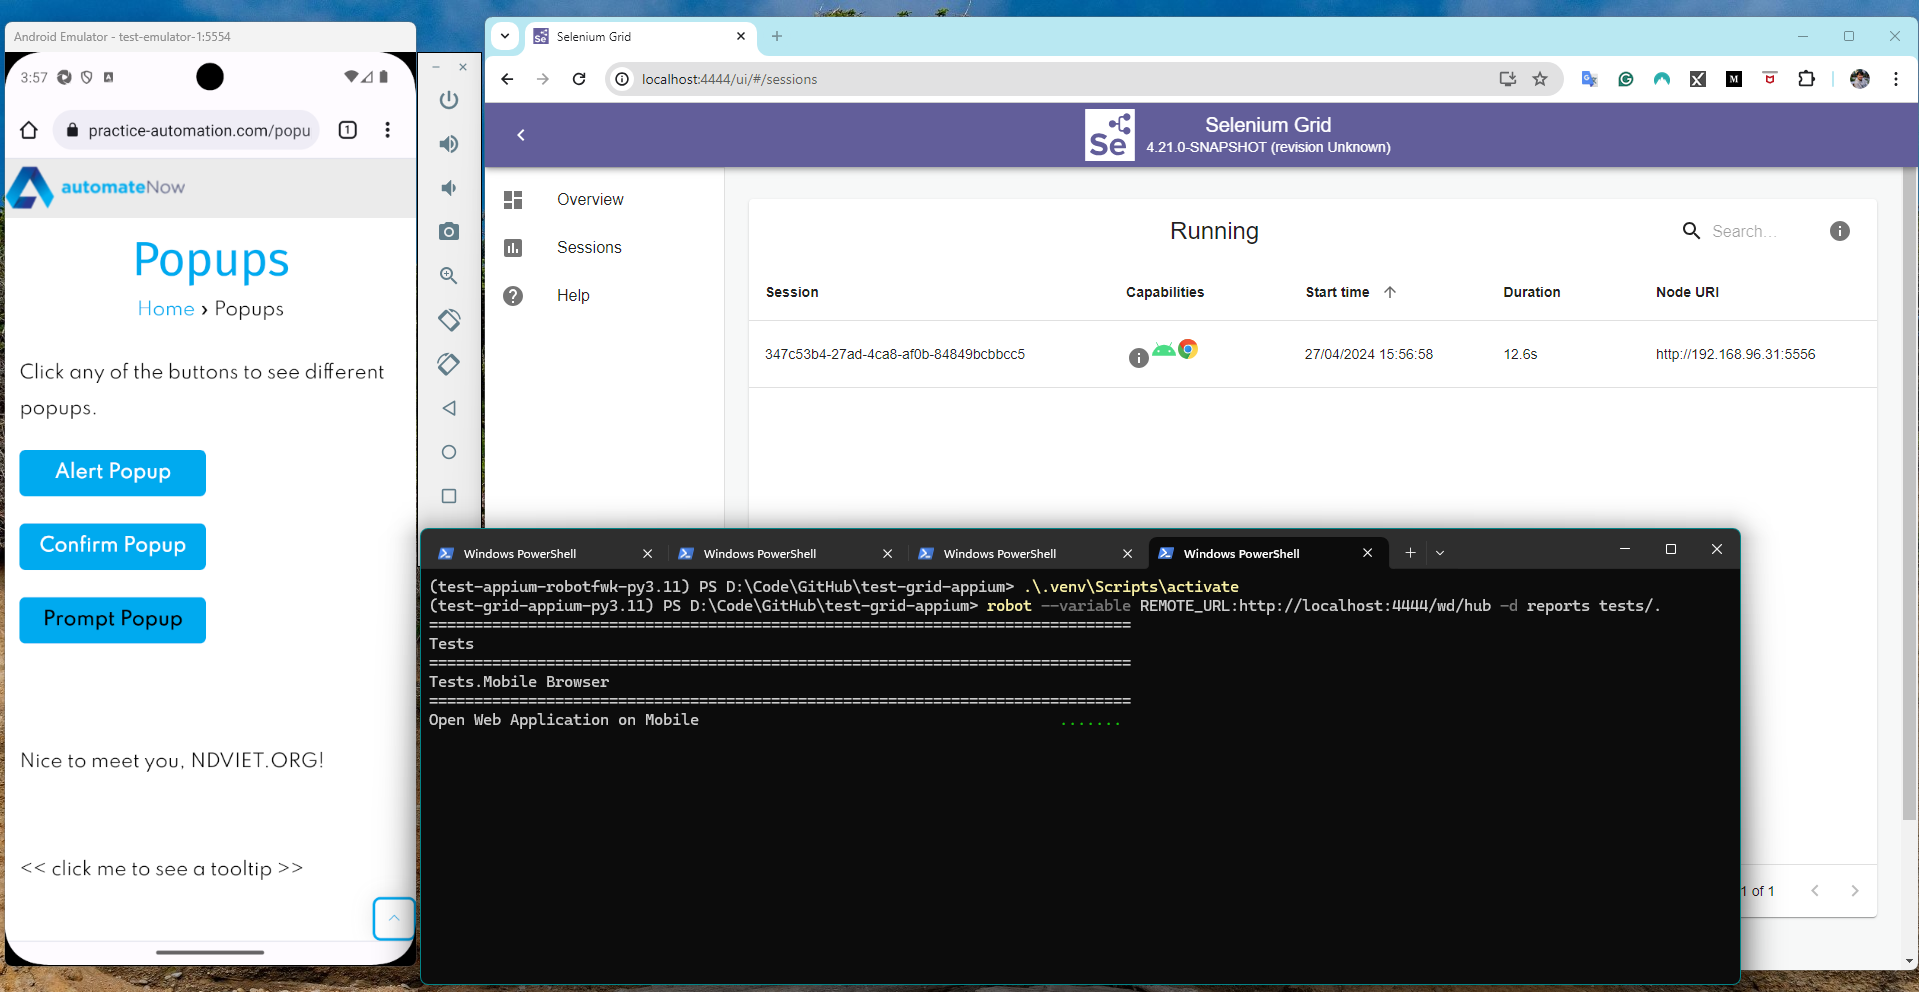 Android Emulator - test-emulator-1:5554
3:57
practice-automation.com/popu
1
automateNow
Popups
Home › Popups
Click any of the buttons to see different
popups.
Alert Popup
Confirm Popup
Prompt Popup
Nice to meet you, NDVIET.ORG!
<< click me to see a tooltip >>
Se
Selenium Grid
localhost:4444/ui/#/sessions
M
Se
Selenium Grid
4.21.0-SNAPSHOT (revision Unknown)
Overview
Sessions
Help
Running
Search...
Session Capabilities Start time Duration Node URI
347c53b4-27ad-4ca8-af0b-84849bcbbcc5 27/04/2024 15:56:58 12.6s http://192.168.96.31:5556
1 of 1
Windows PowerShell Windows PowerShell Windows PowerShell Windows PowerShell
(test-appium-robotfwk-py3.11) PS D:\Code\GitHub\test-grid-appium> .\.venv\Scripts\activate
(test-grid-appium-py3.11) PS D:\Code\GitHub\test-grid-appium> robot --variable REMOTE_URL:http://localhost:4444/wd/hub -d reports tests/.
==============================================================================
Tests
==============================================================================
Tests.Mobile Browser
==============================================================================
Open Web Application on Mobile .......